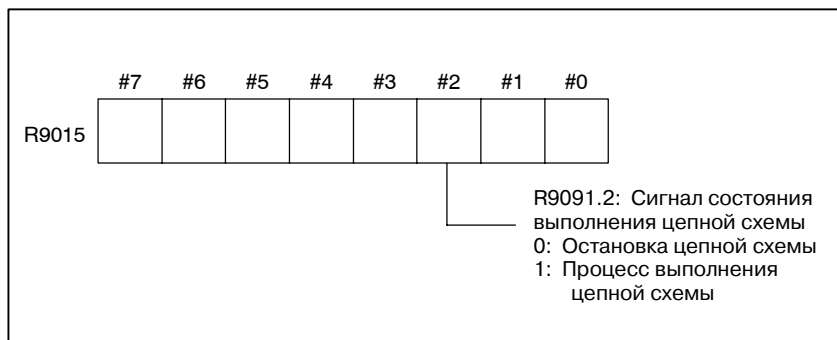 #7 #6 #5 #4 #3 #2 #1 #0
R9015
R9091.2: Сигнал состояния
выполнения цепной схемы
0: Остановка цепной схемы
1: Процесс выполнения
цепной схемы